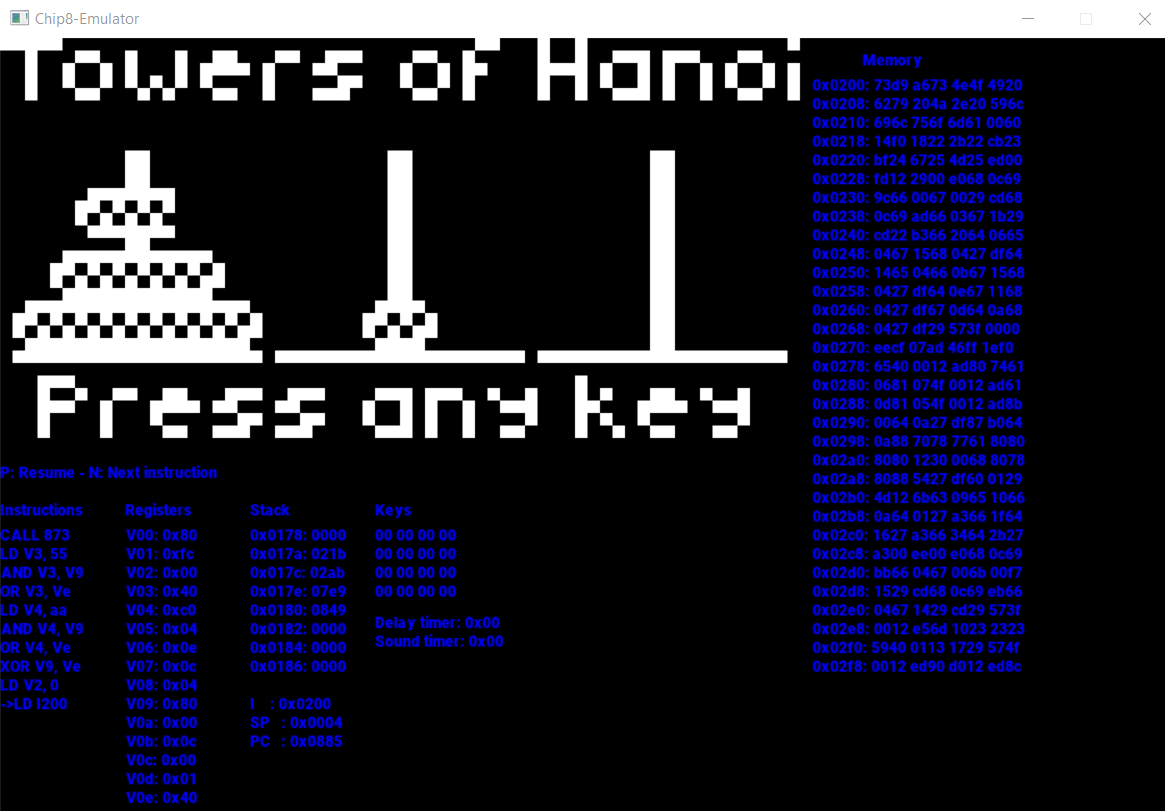 Chip8-Emulator
Towers of Hanoi
Press any key
P: Resume - N: Next instruction
Instructions
CALL 873
LD V3, 55
AND V3, V9
OR V3, Ve
LD V4, aa
AND V4, V9
OR V4, Ve
XOR V9, Ve
LD V2, 0
->LD I200
Registers
V00: 0x80
V01: 0xfc
V02: 0x00
V03: 0x40
V04: 0xc0
V05: 0x04
V06: 0x0e
V07: 0x0c
V08: 0x04
V09: 0x80
V0a: 0x00
V0b: 0x0c
V0c: 0x00
V0d: 0x01
V0e: 0x40
Stack
0x0178: 0000
0x017a: 021b
0x017c: 02ab
0x017e: 07e9
0x0180: 0849
0x0182: 0000
0x0184: 0000
0x0186: 0000
I : 0x0200
SP : 0x0004
PC : 0x0885
Keys
00 00 00 00
00 00 00 00
00 00 00 00
00 00 00 00
Delay timer: 0x00
Sound timer: 0x00
Memory
0x0200: 73d9 a673 4e4f 4920
0x0208: 6279 204a 2e20 596c
0x0210: 696c 756f 6d61 0060
0x0218: 14f0 1822 2b22 cb23
0x0220: bf24 6725 4d25 ed00
0x0228: fd12 2900 e068 0c69
0x0230: 9c66 0067 0029 cd68
0x0238: 0c69 ad66 0367 1b29
0x0240: cd22 b366 2064 0665
0x0248: 0467 1568 0427 df64
0x0250: 1465 0466 0b67 1568
0x0258: 0427 df64 0e67 1168
0x0260: 0427 df67 0d64 0a68
0x0268: 0427 df29 573f 0000
0x0270: eecf 07ad 46ff 1ef0
0x0278: 6540 0012 ad80 7461
0x0280: 0681 074f 0012 ad61
0x0288: 0d81 054f 0012 ad8b
0x0290: 0064 0a27 df87 b064
0x0298: 0a88 7078 7761 8080
0x02a0: 8080 1230 0068 8078
0x02a8: 8088 5427 df60 0129
0x02b0: 4d12 6b63 0965 1066
0x02b8: 0a64 0127 a366 1f64
0x02c0: 1627 a366 3464 2b27
0x02c8: a300 ee00 e068 0c69
0x02d0: bb66 0467 006b 00f7
0x02d8: 1529 cd68 0c69 eb66
0x02e0: 0467 1429 cd29 573f
0x02e8: 0012 e56d 1023 2323
0x02f0: 5940 0113 1729 574f
0x02f8: 0012 ed90 d012 ed8c